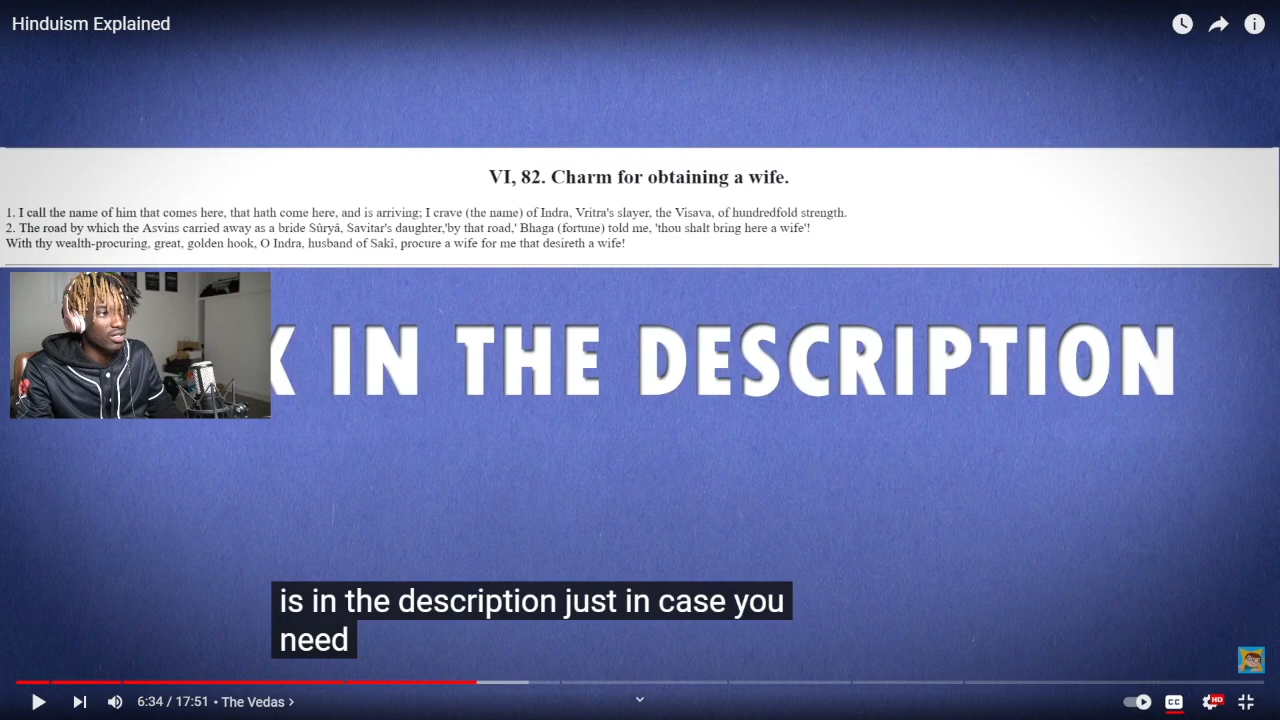 Hinduism Explained
VI, 82. Charm for obtaining a wife.
1. I call the name of him that comes here, that hath come here, and is arriving; I crave (the name) of Indra, Vritra's slayer, the Visava, of hundredfold strength.
2. The road by which the Asvins carried away as a bride Sûryâ, Savitar's daughter,'by that road,' Bhaga (fortune) told me, 'thou shalt bring here a wife'!
With thy wealth-procuring, great, golden hook, O Indra, husband of Sakî, procure a wife for me that desireth a wife!
K IN THE DESCRIPTION
is in the description just in case you
need
6:34 / 17:51 • The Vedas
CC
HD